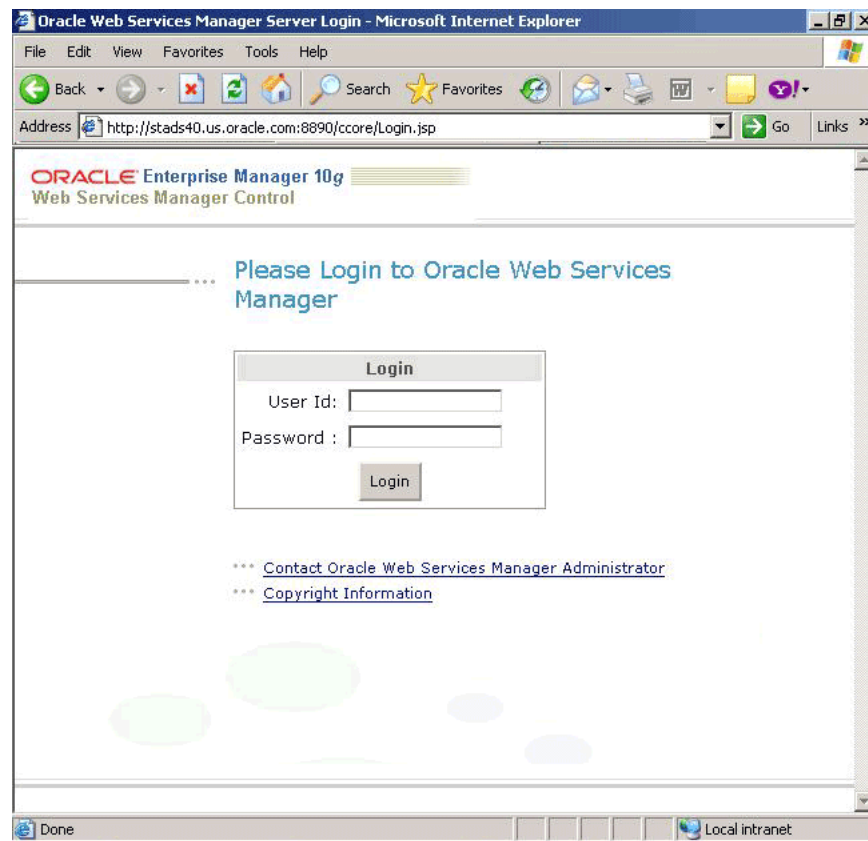 Oracle Web Services Manager Server Login - Microsoft Internet Explorer
File Edit View Favorites Tools Help
Back Search Favorites
Address http://stads40.us.oracle.com:8890/ccore/Login.jsp Go Links »
ORACLE Enterprise Manager 10g
Web Services Manager Control
Please Login to Oracle Web Services
Manager
Login
User Id:
Password :
Login
Contact Oracle Web Services Manager Administrator
Copyright Information
Done Local intranet